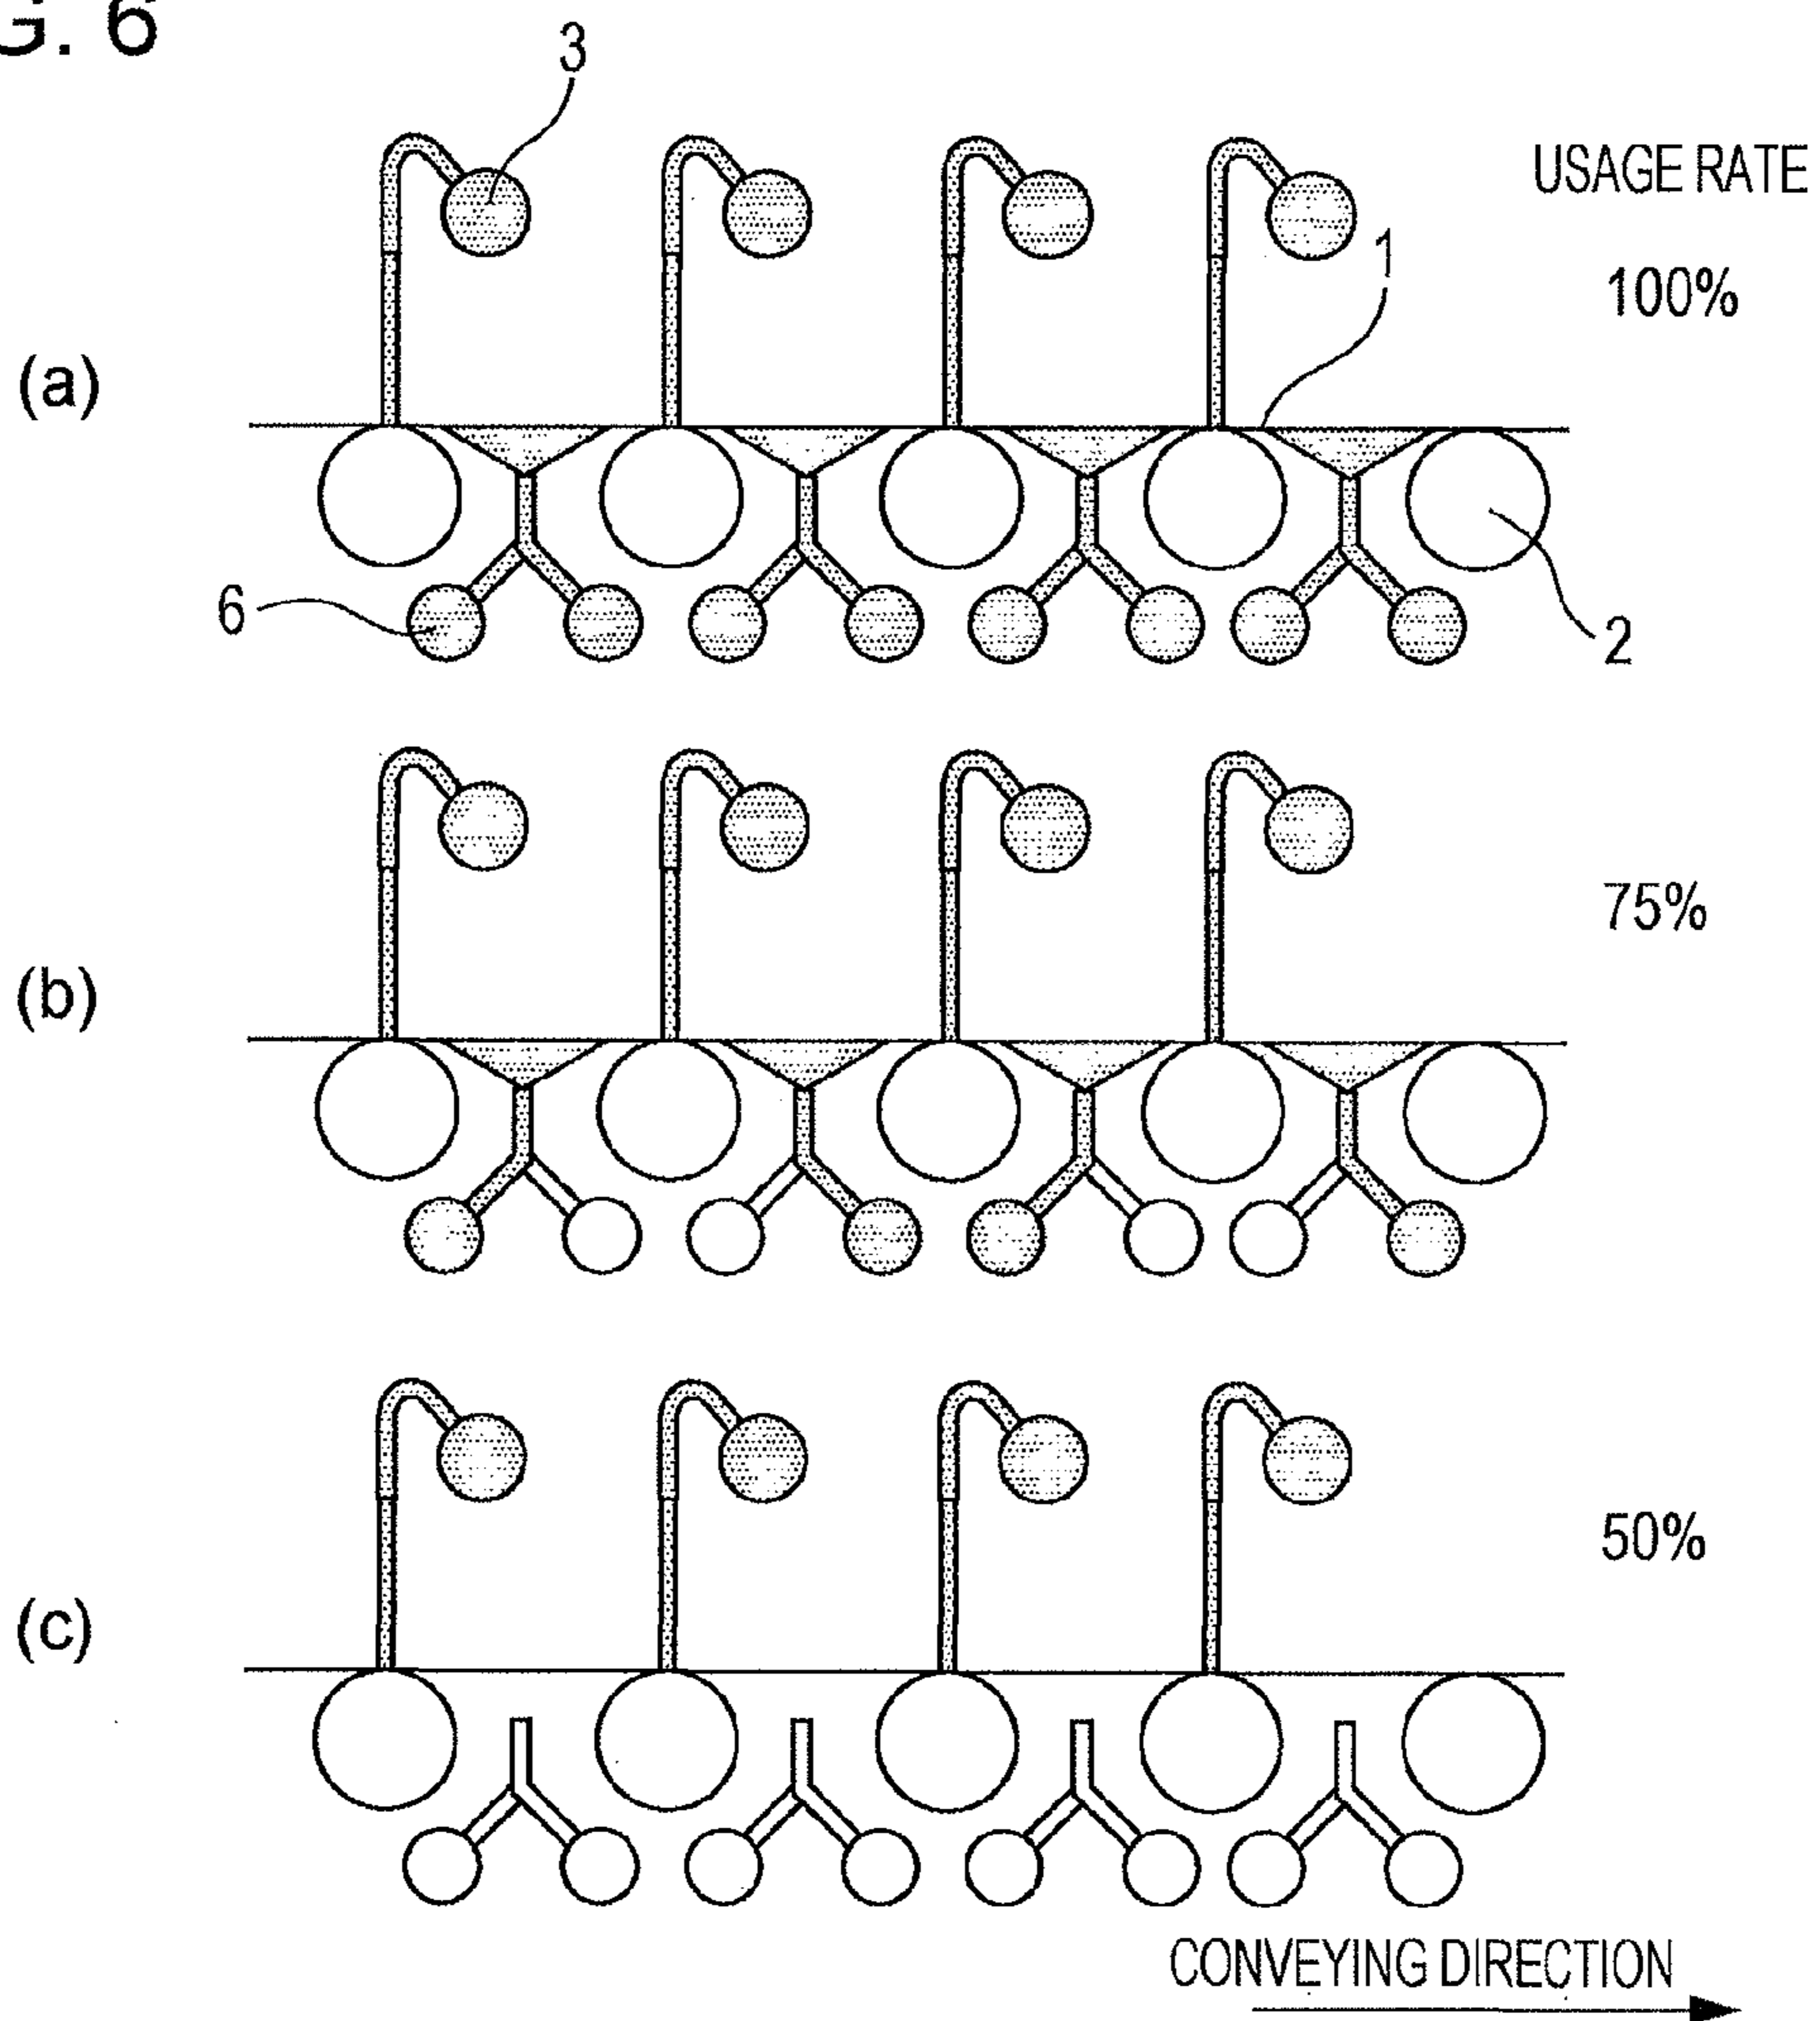 G. 6
3
USAGE RATE
1
100%
(a)
6
2
75%
(b)
50%
(c)
CONVEYING DIRECTION